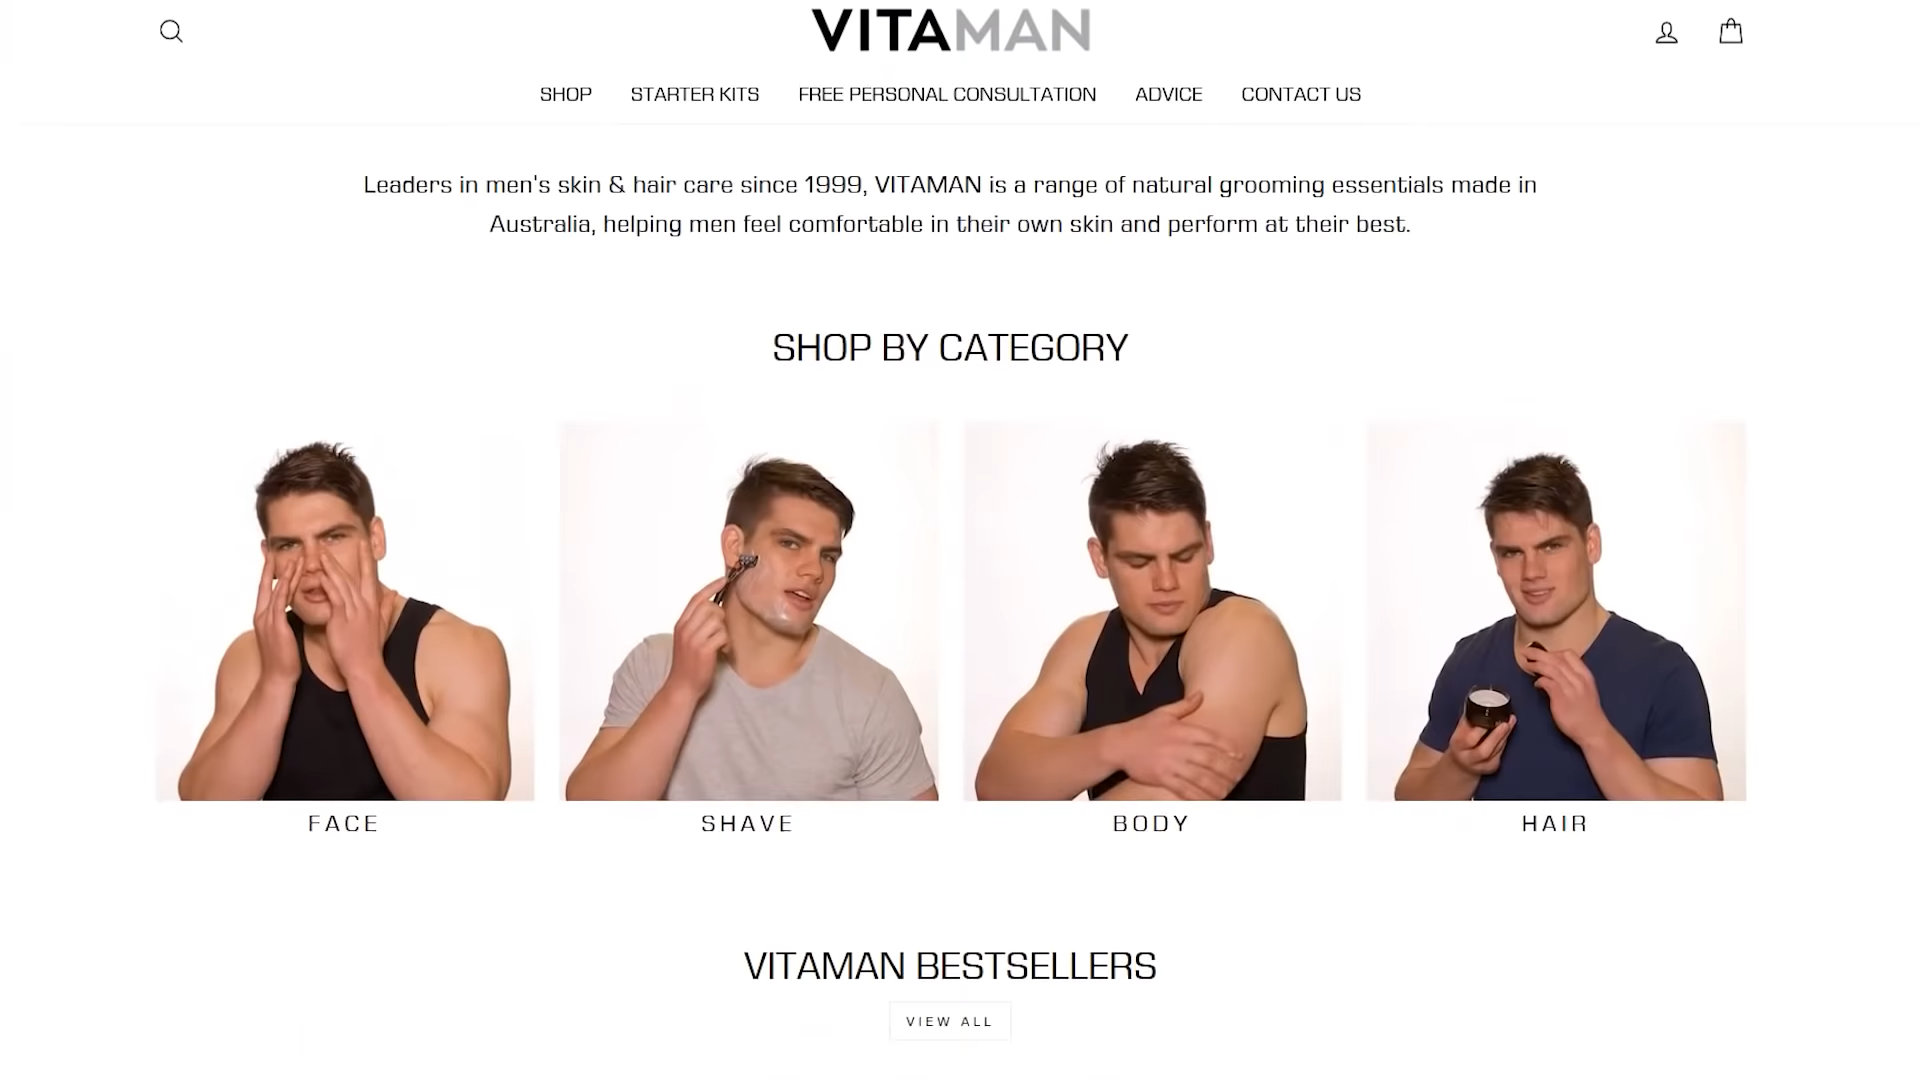 VITAMAN
SHOP STARTER KITS FREE PERSONAL CONSULTATION ADVICE CONTACT US
Leaders in men's skin & hair care since 1999, VITAMAN is a range of natural grooming essentials made in
Australia, helping men feel comfortable in their own skin and perform at their best.
SHOP BY CATEGORY
FACE SHAVE BODY HAIR
VITAMAN BESTSELLERS
VIEW ALL